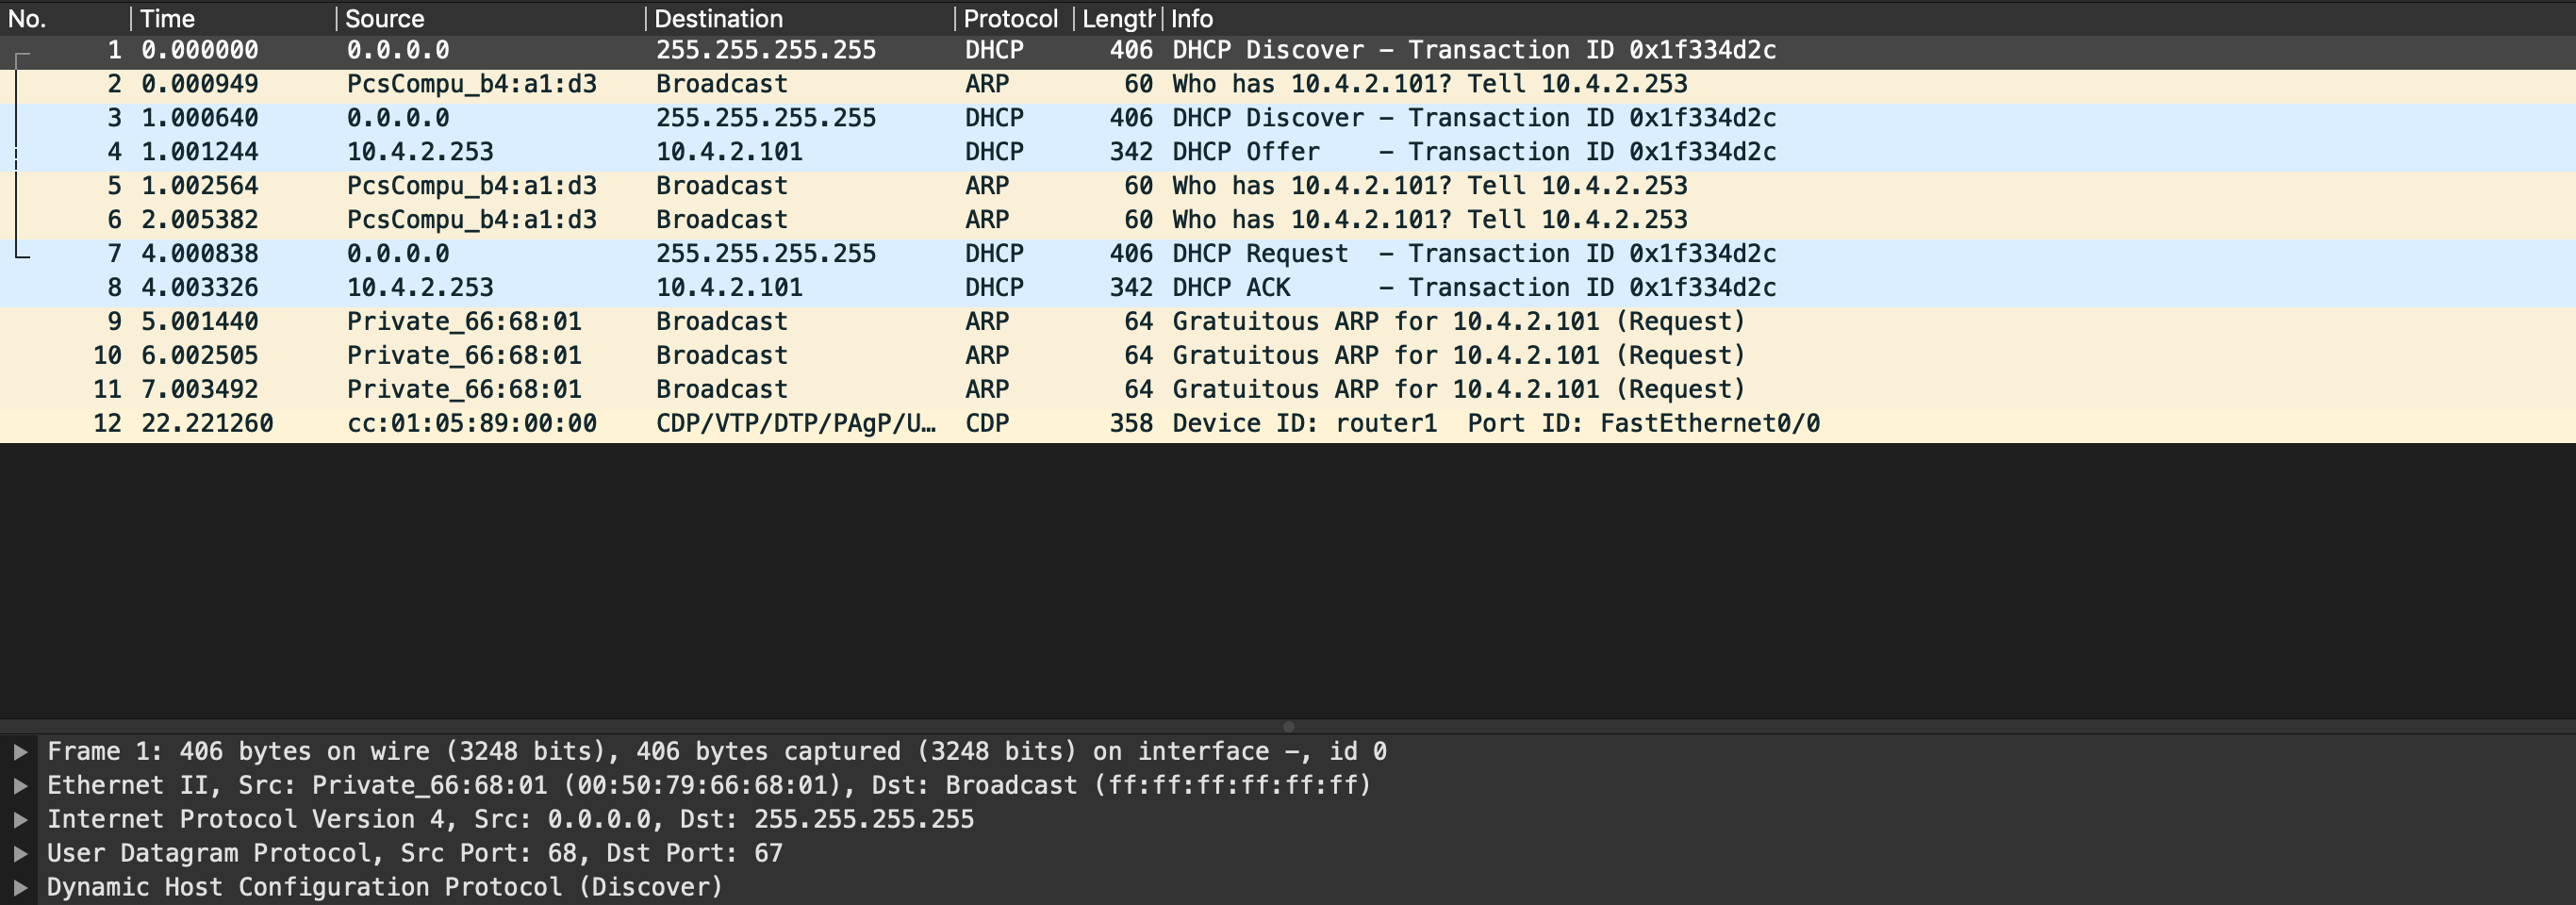 No. Time Source Destination Protocol Length Info
1 0.000000 0.0.0.0 255.255.255.255 DHCP 406 DHCP Discover – Transaction ID 0x1f334d2c
2 0.000949 PcsCompu_b4:a1:d3 Broadcast ARP 60 Who has 10.4.2.101? Tell 10.4.2.253
3 1.000640 0.0.0.0 255.255.255.255 DHCP 406 DHCP Discover – Transaction ID 0x1f334d2c
4 1.001244 10.4.2.253 10.4.2.101 DHCP 342 DHCP Offer – Transaction ID 0x1f334d2c
5 1.002564 PcsCompu_b4:a1:d3 Broadcast ARP 60 Who has 10.4.2.101? Tell 10.4.2.253
6 2.005382 PcsCompu_b4:a1:d3 Broadcast ARP 60 Who has 10.4.2.101? Tell 10.4.2.253
7 4.000838 0.0.0.0 255.255.255.255 DHCP 406 DHCP Request – Transaction ID 0x1f334d2c
8 4.003326 10.4.2.253 10.4.2.101 DHCP 342 DHCP ACK – Transaction ID 0x1f334d2c
9 5.001440 Private_66:68:01 Broadcast ARP 64 Gratuitous ARP for 10.4.2.101 (Request)
10 6.002505 Private_66:68:01 Broadcast ARP 64 Gratuitous ARP for 10.4.2.101 (Request)
11 7.003492 Private_66:68:01 Broadcast ARP 64 Gratuitous ARP for 10.4.2.101 (Request)
12 22.221260 cc:01:05:89:00:00 CDP/VTP/DTP/PAgP/U… CDP 358 Device ID: router1 Port ID: FastEthernet0/0
Frame 1: 406 bytes on wire (3248 bits), 406 bytes captured (3248 bits) on interface –, id 0
Ethernet II, Src: Private_66:68:01 (00:50:79:66:68:01), Dst: Broadcast (ff:ff:ff:ff:ff:ff)
Internet Protocol Version 4, Src: 0.0.0.0, Dst: 255.255.255.255
User Datagram Protocol, Src Port: 68, Dst Port: 67
Dynamic Host Configuration Protocol (Discover)